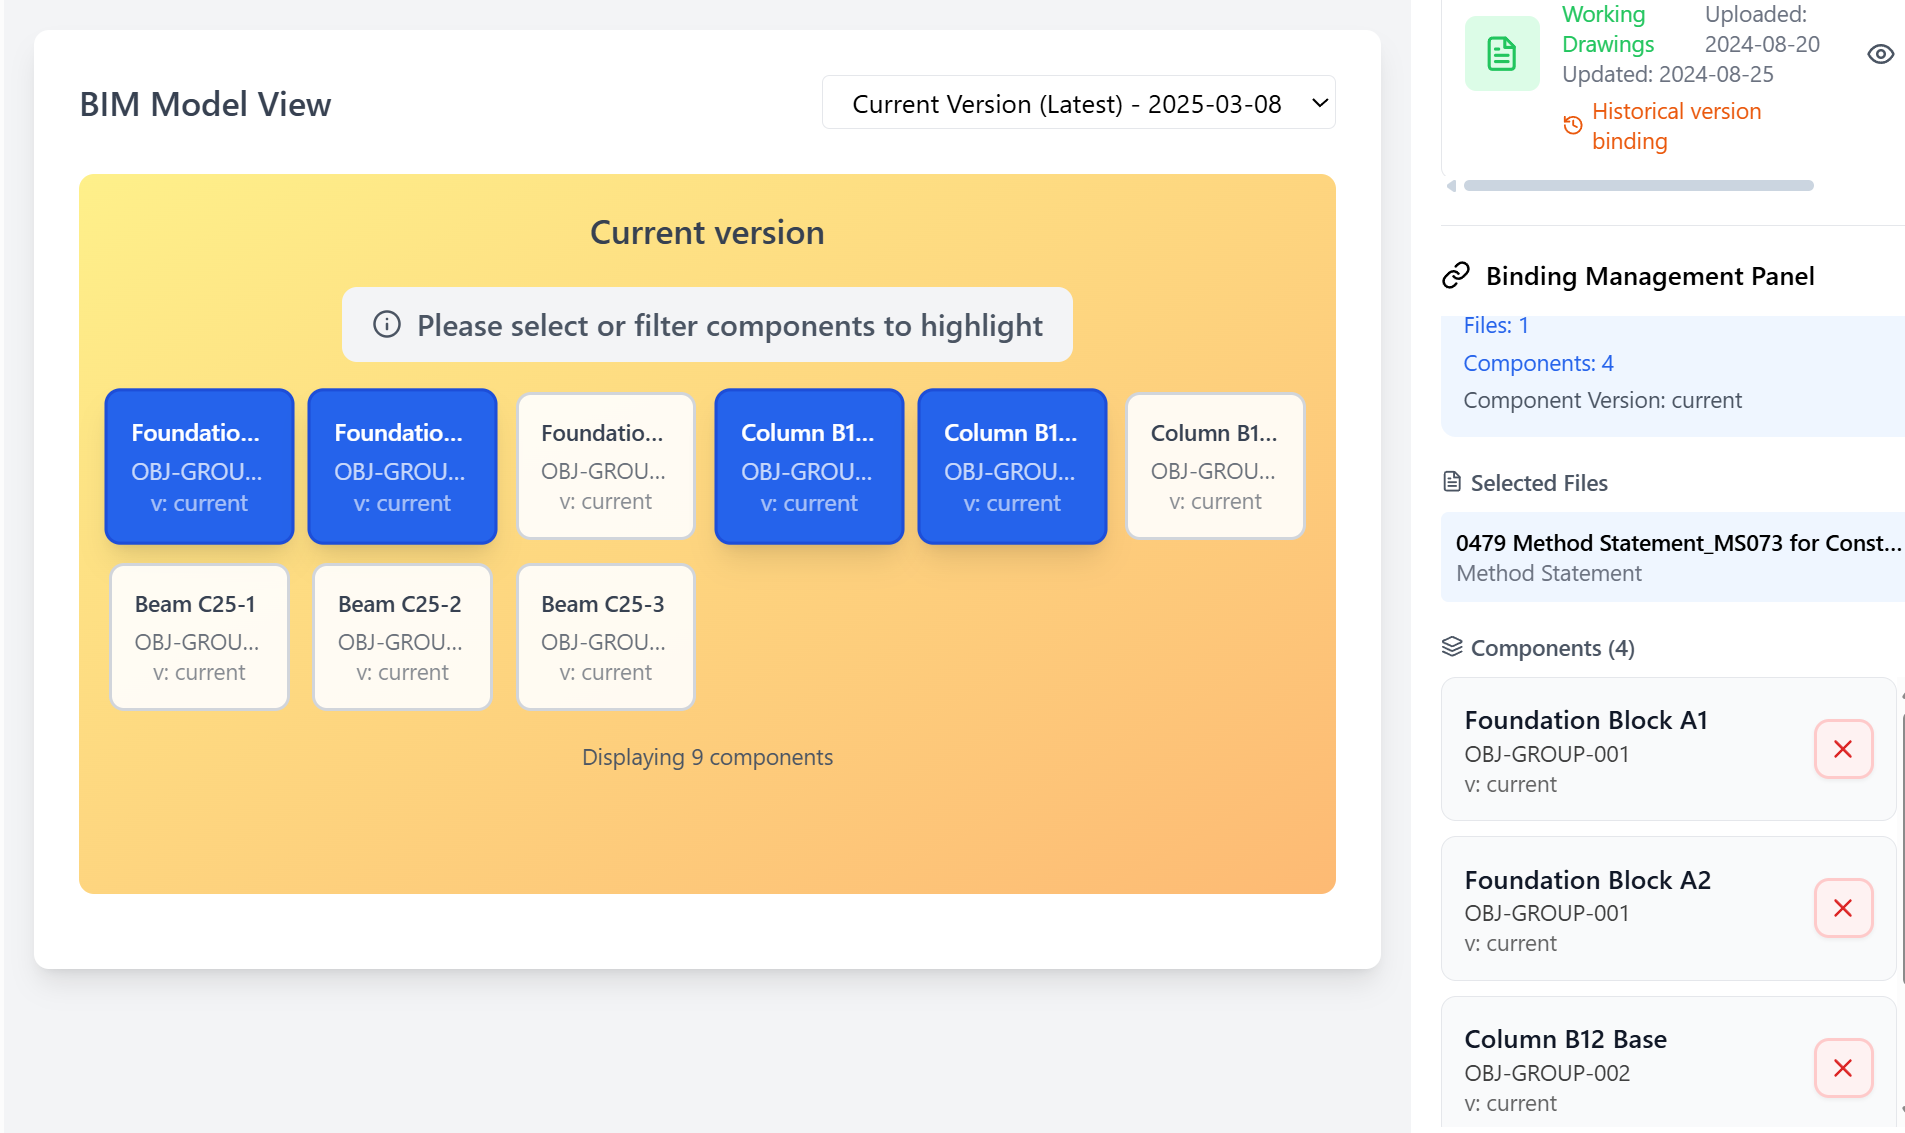 BIM Model View
Current Version (Latest) - 2025-03-08
Current version
Please select or filter components to highlight
Foundatio...
OBJ-GROU...
v: current
Foundatio...
OBJ-GROU...
v: current
Foundatio...
OBJ-GROU...
v: current
Column B1...
OBJ-GROU...
v: current
Column B1...
OBJ-GROU...
v: current
Column B1...
OBJ-GROU...
v: current
Beam C25-1
OBJ-GROU...
v: current
Beam C25-2
OBJ-GROU...
v: current
Beam C25-3
OBJ-GROU...
v: current
Displaying 9 components
Working
Drawings
Uploaded:
2024-08-20
Updated: 2024-08-25
Historical version
binding
Binding Management Panel
Files: 1
Components: 4
Component Version: current
Selected Files
0479 Method Statement_MS073 for Const...
Method Statement
Components (4)
Foundation Block A1
OBJ-GROUP-001
v: current
Foundation Block A2
OBJ-GROUP-001
v: current
Column B12 Base
OBJ-GROUP-002
v: current